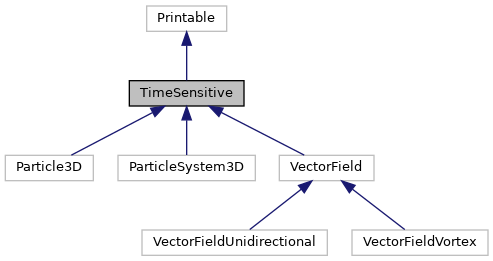 Printable
TimeSensitive
Particle3D
ParticleSystem3D
VectorField
VectorFieldUnidirectional
VectorFieldVortex